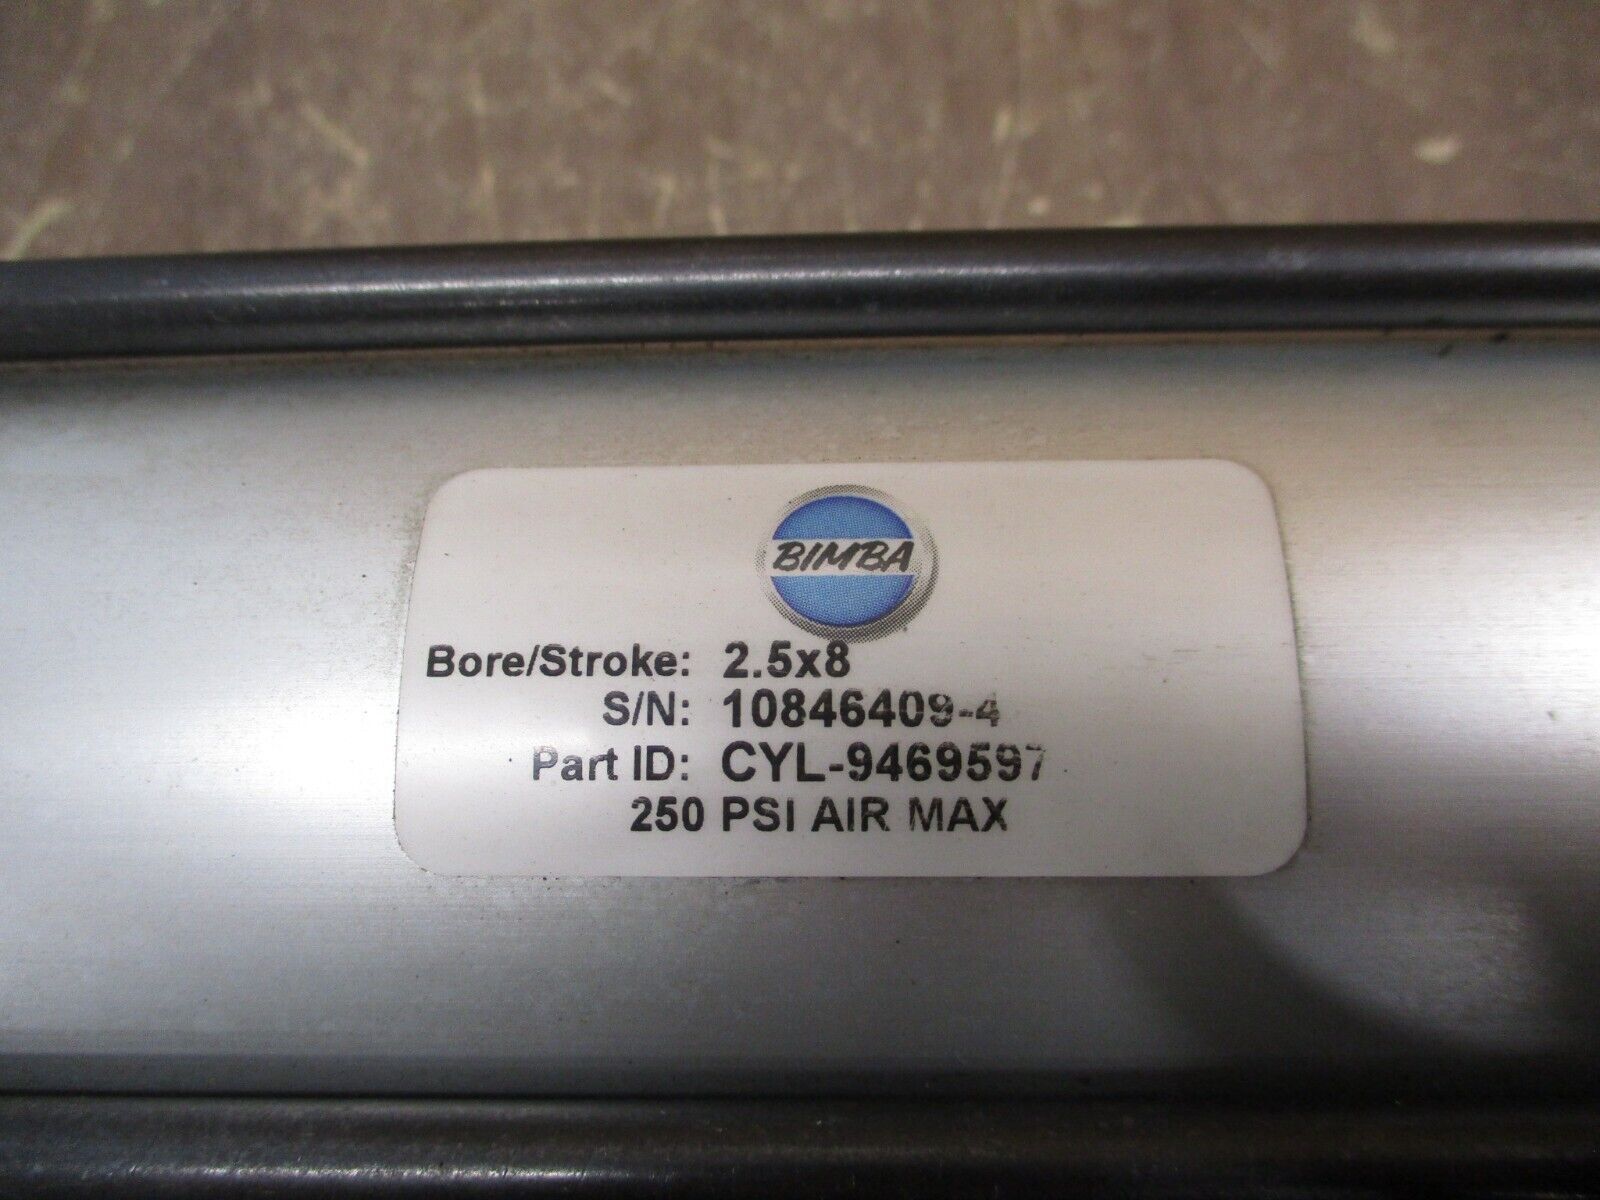 BIMBA
Bore/Stroke: 2.5x8
S/N: 10846409-4
Part ID: CYL-9469597
250 PSI AIR MAX